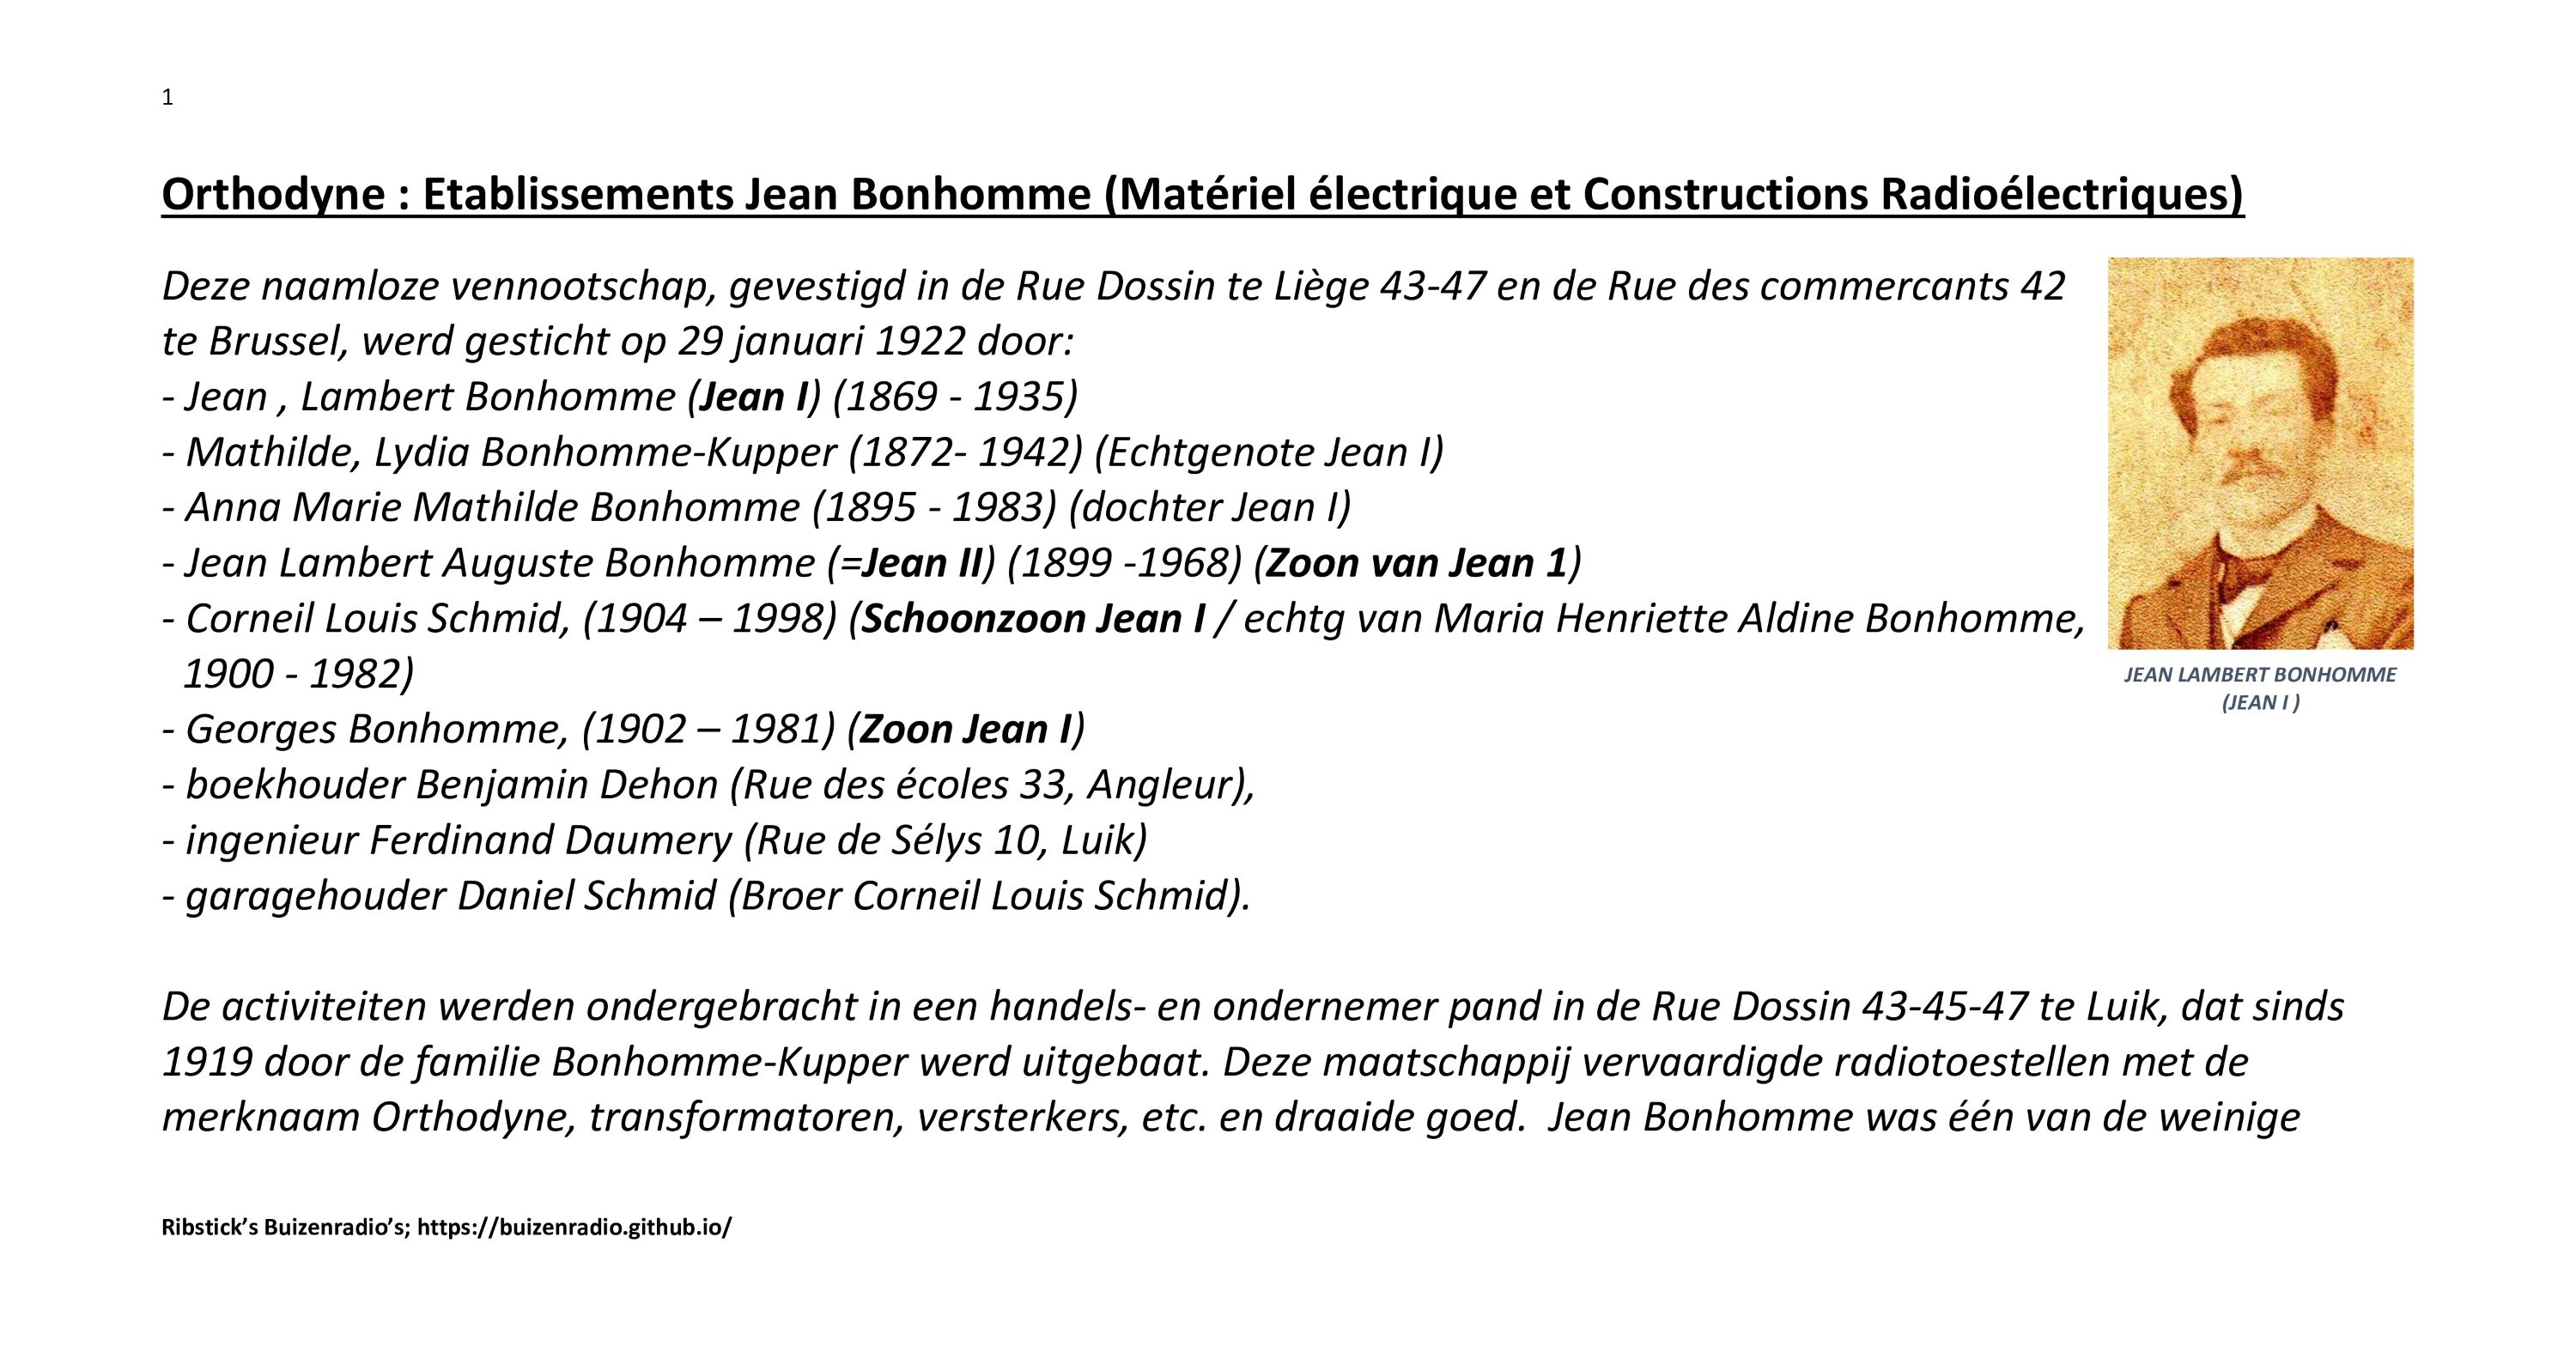 1
Orthodyne : Etablissements Jean Bonhomme (Matériel électrique et Constructions Radioélectriques)
Deze naamloze vennootschap, gevestigd in de Rue Dossin te Liège 43-47 en de Rue des commercants 42
te Brussel, werd gesticht op 29 januari 1922 door:
- Jean , Lambert Bonhomme (Jean I) (1869 - 1935)
- Mathilde, Lydia Bonhomme-Kupper (1872- 1942) (Echtgenote Jean I)
- Anna Marie Mathilde Bonhomme (1895 - 1983) (dochter Jean I)
- Jean Lambert Auguste Bonhomme (=Jean II) (1899 -1968) (Zoon van Jean 1)
- Corneil Louis Schmid, (1904 – 1998) (Schoonzoon Jean I / echtg van Maria Henriette Aldine Bonhomme,
1900 - 1982)
- Georges Bonhomme, (1902 – 1981) (Zoon Jean I)
- boekhouder Benjamin Dehon (Rue des écoles 33, Angleur),
- ingenieur Ferdinand Daumery (Rue de Sélys 10, Luik)
- garagehouder Daniel Schmid (Broer Corneil Louis Schmid).
JEAN LAMBERT BONHOMME
(JEAN I )
De activiteiten werden ondergebracht in een handels- en ondernemer pand in de Rue Dossin 43-45-47 te Luik, dat sinds
1919 door de familie Bonhomme-Kupper werd uitgebaat. Deze maatschappij vervaardigde radiotoestellen met de
merknaam Orthodyne, transformatoren, versterkers, etc. en draaide goed.  Jean Bonhomme was één van de weinige
Ribstick’s Buizenradio’s; https://buizenradio.github.io/